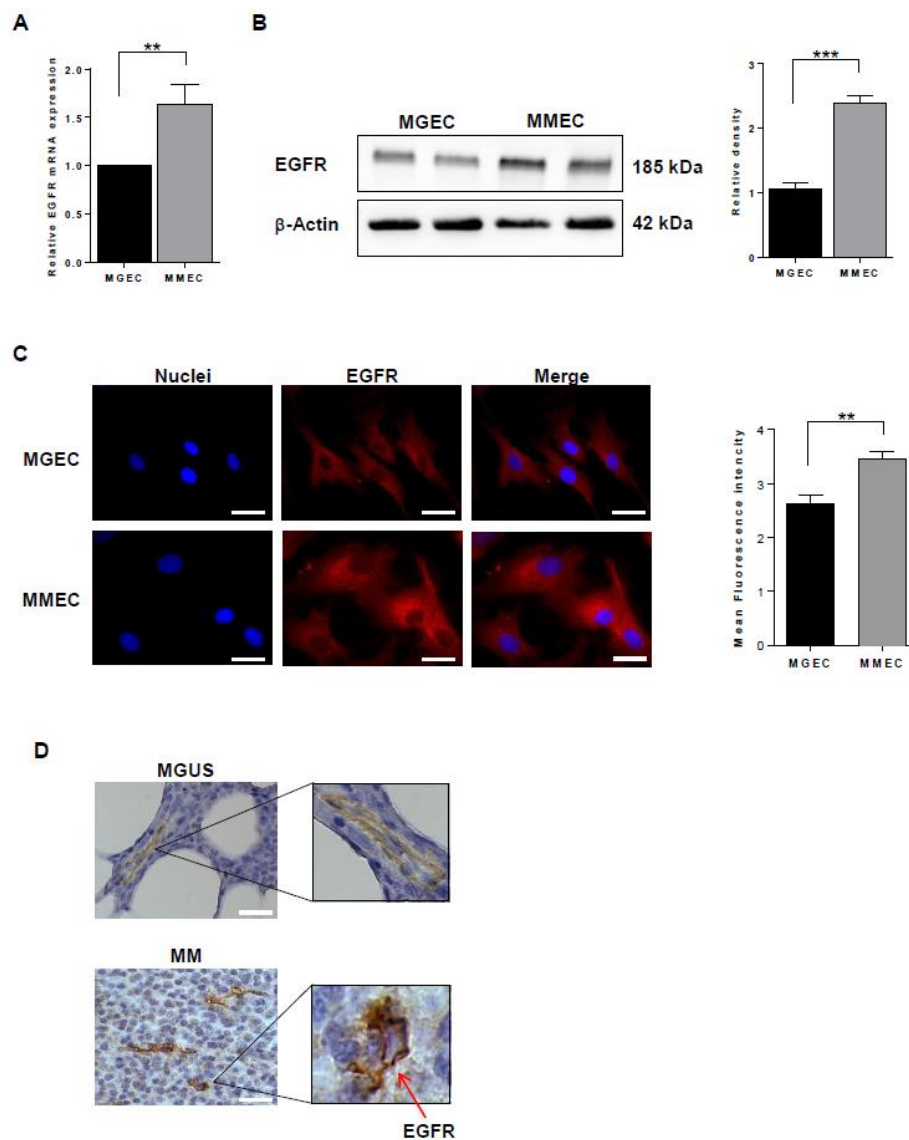 A
Relative EGFR mRNA expression
**
2.0
1.5
1.0
0.5
0.0
MGEC
MMEC
B
MGEC
MMEC
EGFR
185 kDa
β-Actin
42 kDa
Relative density
***
3
2
1
0
MGEC
MMEC
C
Nuclei
EGFR
Merge
MGEC
MMEC
Mean Fluorescence intencity
**
4
3
2
1
0
MGEC
MMEC
D
MGUS
MM
EGFR